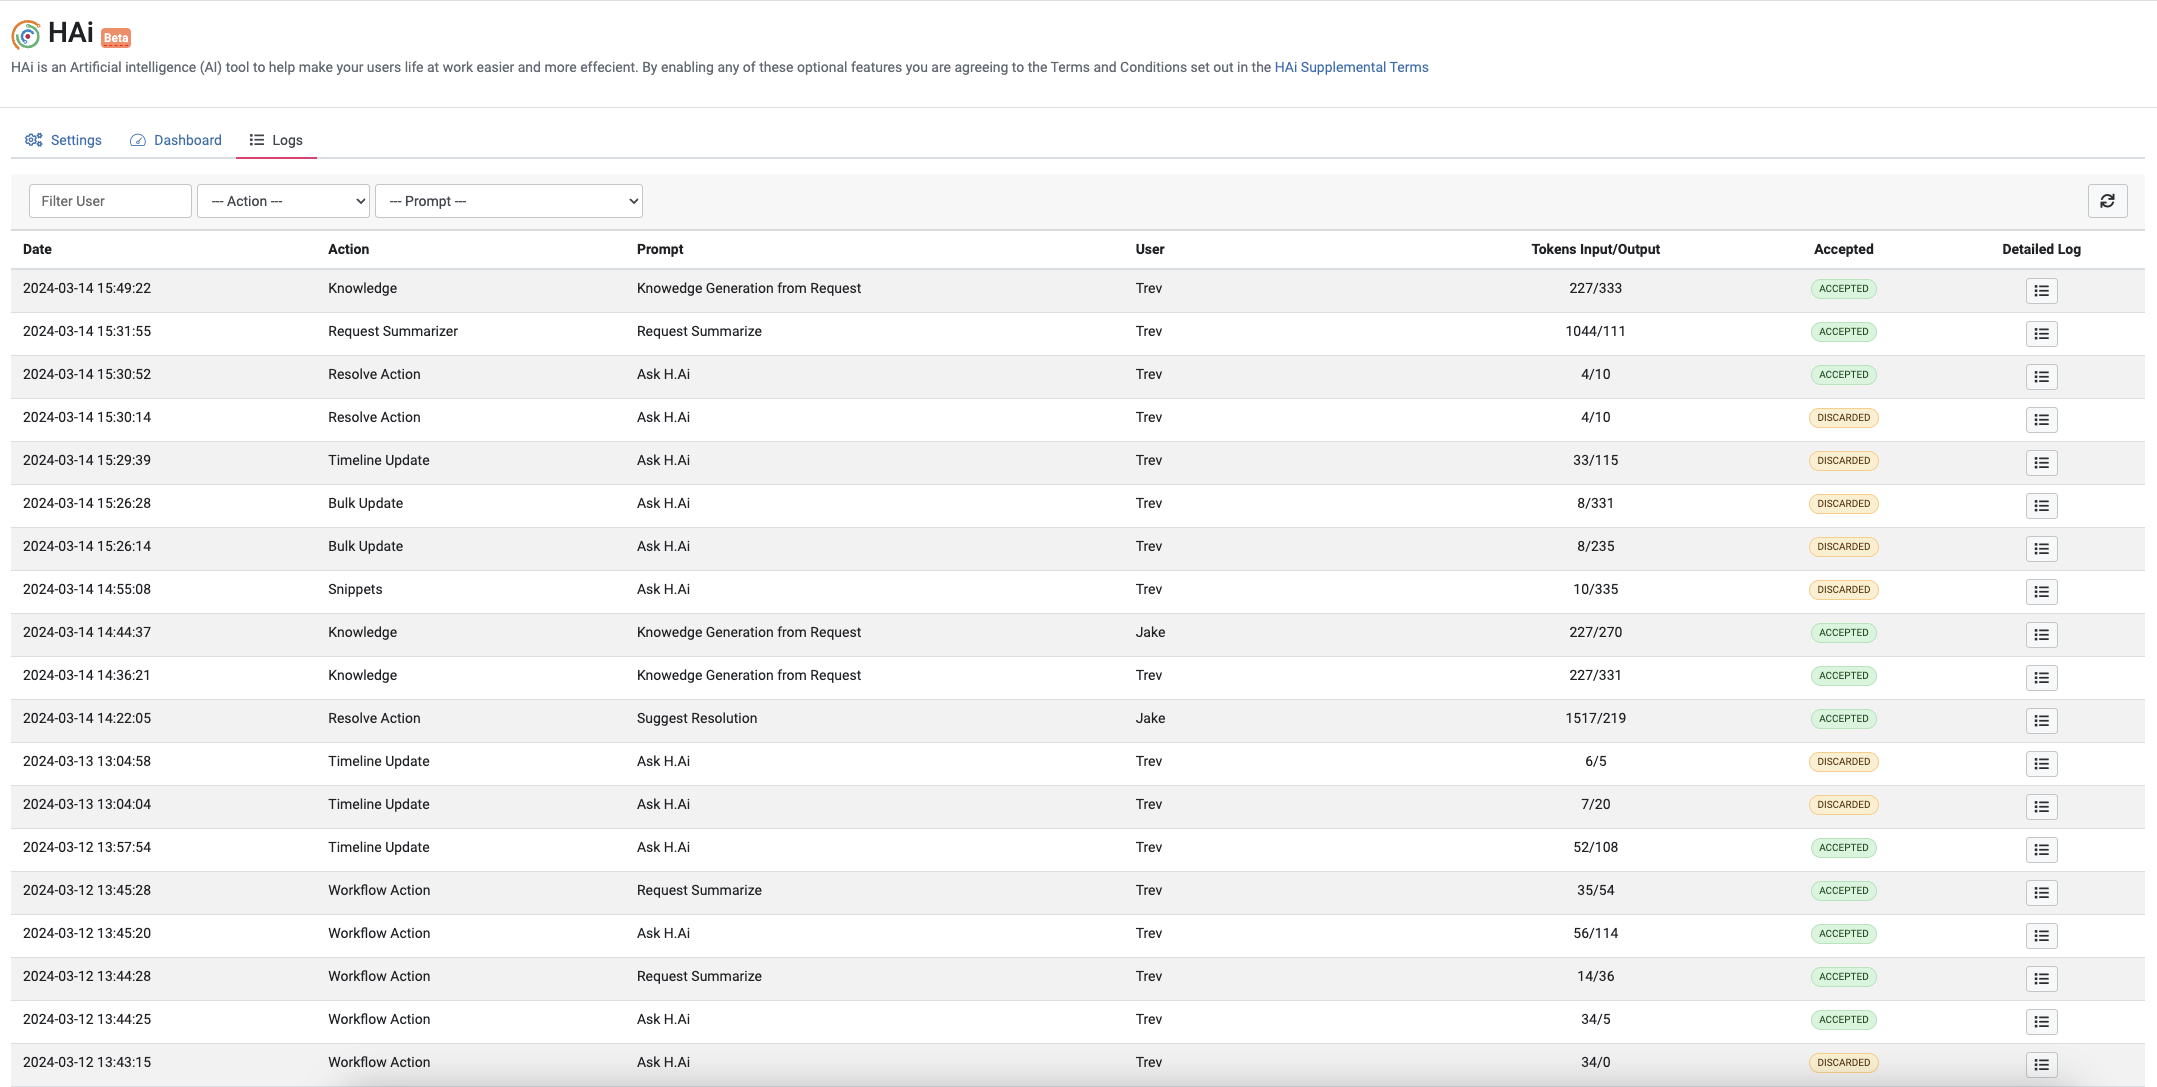 HAi Beta
HAi is an Artificial intelligence (AI) tool to help make your users life at work easier and more effecient. By enabling any of these optional features you are agreeing to the Terms and Conditions set out in the HAi Supplemental Terms
Settings Dashboard Logs
Filter User --- Action --- --- Prompt ---
Date Action Prompt User Tokens Input/Output Accepted Detailed Log
2024-03-14 15:49:22 Knowledge Knowedge Generation from Request Trev 227/333 ACCEPTED
2024-03-14 15:31:55 Request Summarizer Request Summarize Trev 1044/111 ACCEPTED
2024-03-14 15:30:52 Resolve Action Ask H.Ai Trev 4/10 ACCEPTED
2024-03-14 15:30:14 Resolve Action Ask H.Ai Trev 4/10 DISCARDED
2024-03-14 15:29:39 Timeline Update Ask H.Ai Trev 33/115 DISCARDED
2024-03-14 15:26:28 Bulk Update Ask H.Ai Trev 8/331 DISCARDED
2024-03-14 15:26:14 Bulk Update Ask H.Ai Trev 8/235 DISCARDED
2024-03-14 14:55:08 Snippets Ask H.Ai Trev 10/335 DISCARDED
2024-03-14 14:44:37 Knowledge Knowedge Generation from Request Jake 227/270 ACCEPTED
2024-03-14 14:36:21 Knowledge Knowedge Generation from Request Trev 227/331 ACCEPTED
2024-03-14 14:22:05 Resolve Action Suggest Resolution Jake 1517/219 ACCEPTED
2024-03-13 13:04:58 Timeline Update Ask H.Ai Trev 6/5 DISCARDED
2024-03-13 13:04:04 Timeline Update Ask H.Ai Trev 7/20 DISCARDED
2024-03-12 13:57:54 Timeline Update Ask H.Ai Trev 52/108 ACCEPTED
2024-03-12 13:45:28 Workflow Action Request Summarize Trev 35/54 ACCEPTED
2024-03-12 13:45:20 Workflow Action Ask H.Ai Trev 56/114 ACCEPTED
2024-03-12 13:44:28 Workflow Action Request Summarize Trev 14/36 ACCEPTED
2024-03-12 13:44:25 Workflow Action Ask H.Ai Trev 34/5 ACCEPTED
2024-03-12 13:43:15 Workflow Action Ask H.Ai Trev 34/0 DISCARDED